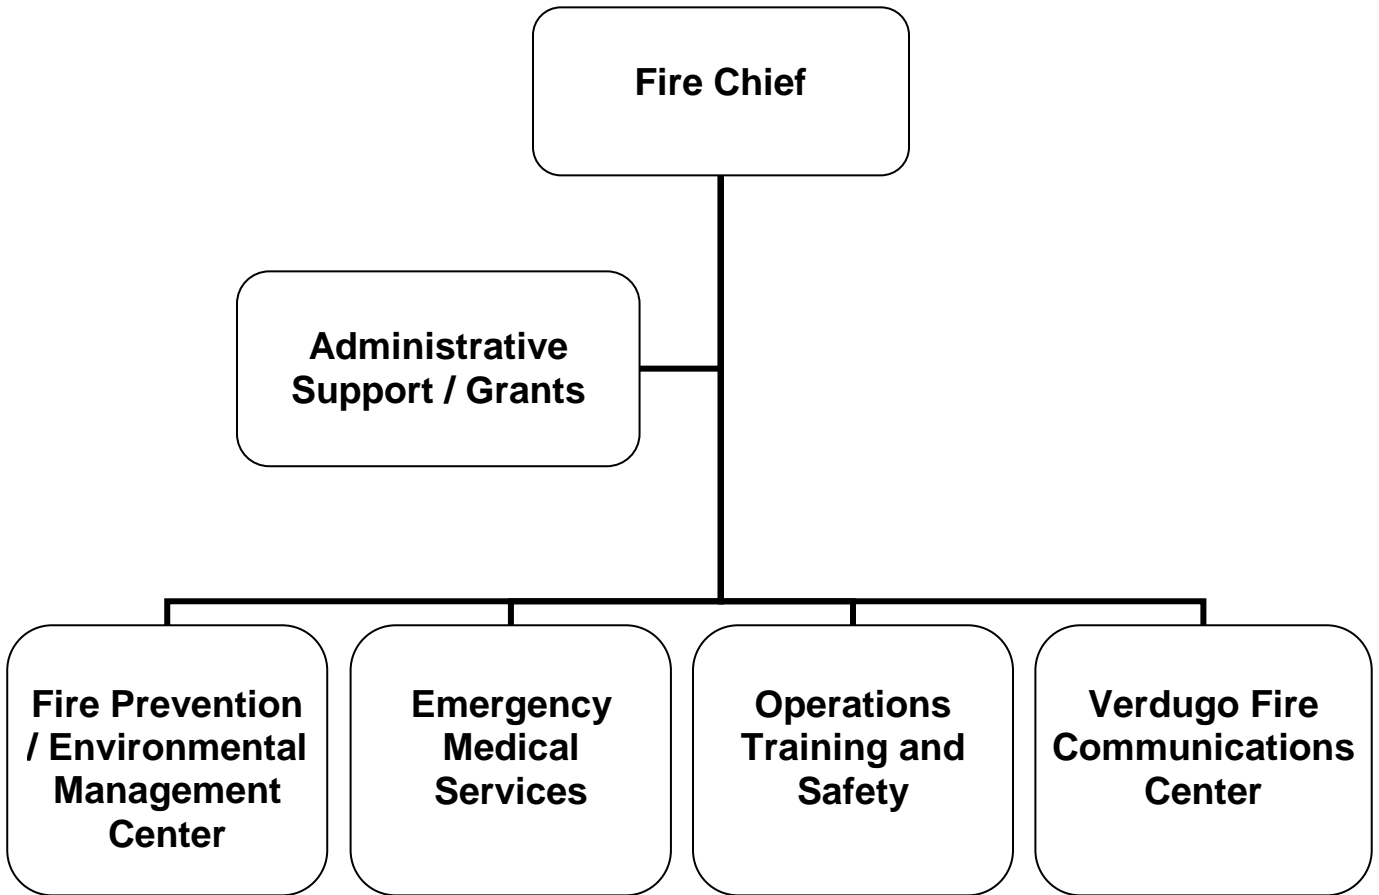 Fire Chief
Administrative
Support / Grants
Fire Prevention
/ Environmental
Management
Center
Emergency
Medical
Services
Operations
Training and
Safety
Verdugo Fire
Communications
Center